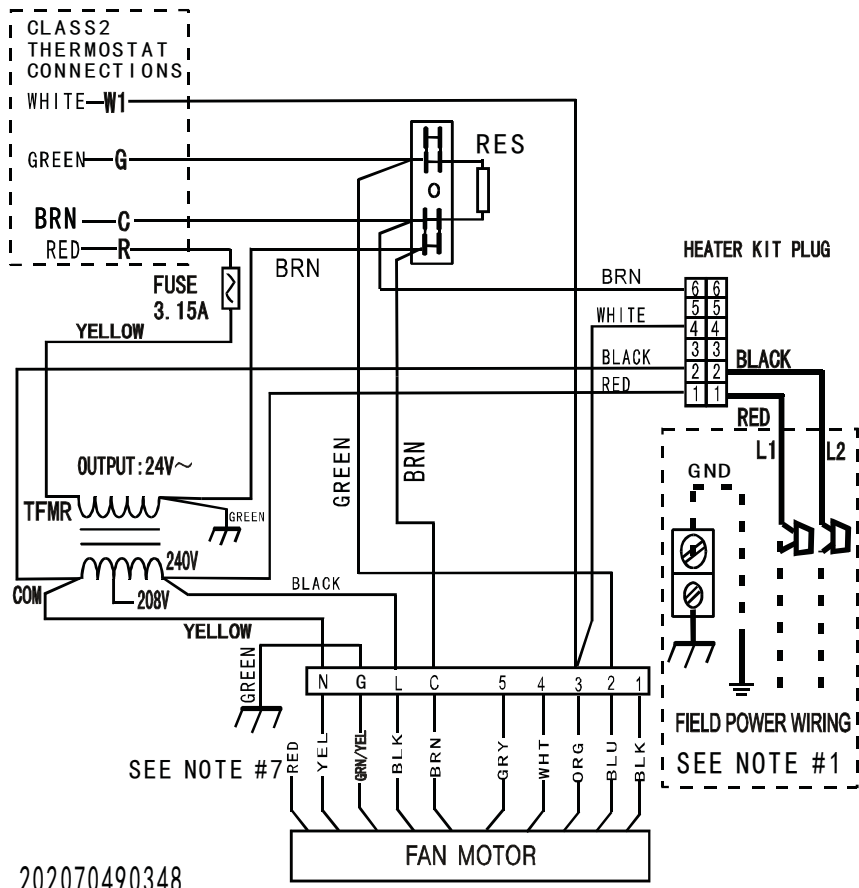 CLASS2
THERMOSTAT
CONNECTIONS
WHITE W1
GREEN G
BRN C
RED R
RES
BRN
FUSE
3.15A
YELLOW
HEATER KIT PLUG
BRN
WHITE
BLACK
RED
6 6
5 5
4 4
3 3
2 2
1 1
BLACK
RED
L1
L2
GND
OUTPUT:24V~
TFMR
GREEN
GREEN
BRN
240V
COM
208V
BLACK
YELLOW
GREEN
N G L C 5 4 3 2 1
FIELD POWER WIRING
SEE NOTE #1
SEE NOTE #7
RED
YEL
GRN/YEL
BLK
BRN
GRY
WHT
ORG
BLU
BLK
FAN MOTOR
202070490348